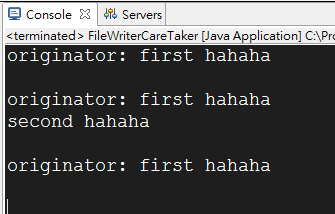 Console Servers
<terminated> FileWriterCareTaker [Java Application] C:\Pro
originator: first hahaha
originator: first hahaha
second hahaha
originator: first hahaha